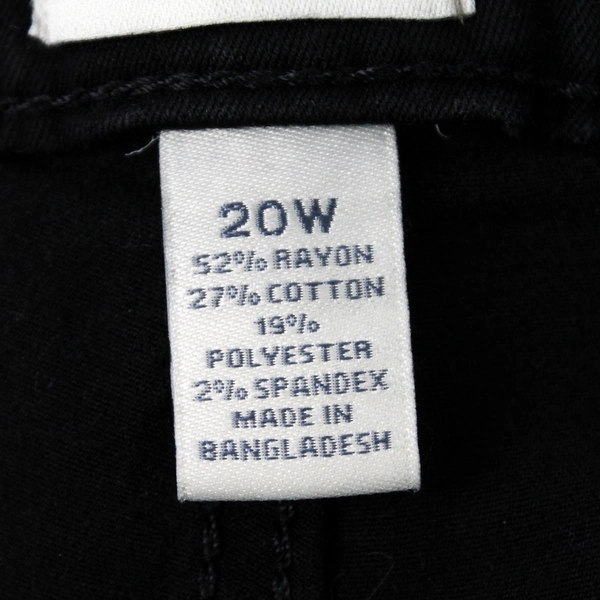 20W
52% RAYON
27% COTTON
19%
POLYESTER
2% SPANDEX
MADE IN
BANGLADESH